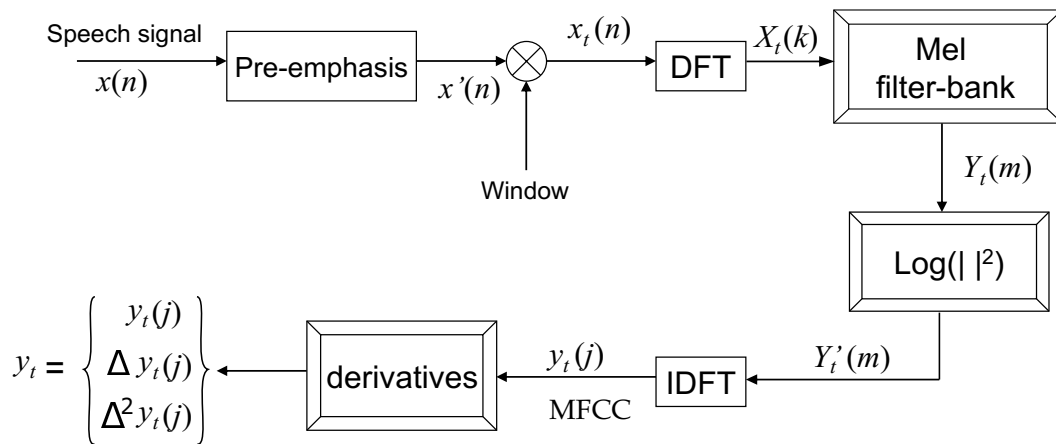 Speech signal
x(n)
Pre-emphasis
x'(n)
Window
x_t(n)
DFT
X_t(k)
Mel
filter-bank
Y_t(m)
Log(| |²)
Y_t'(m)
IDFT
y_t(j)
MFCC
derivatives
y_t = { y_t(j)
Δ y_t(j)
Δ² y_t(j) }